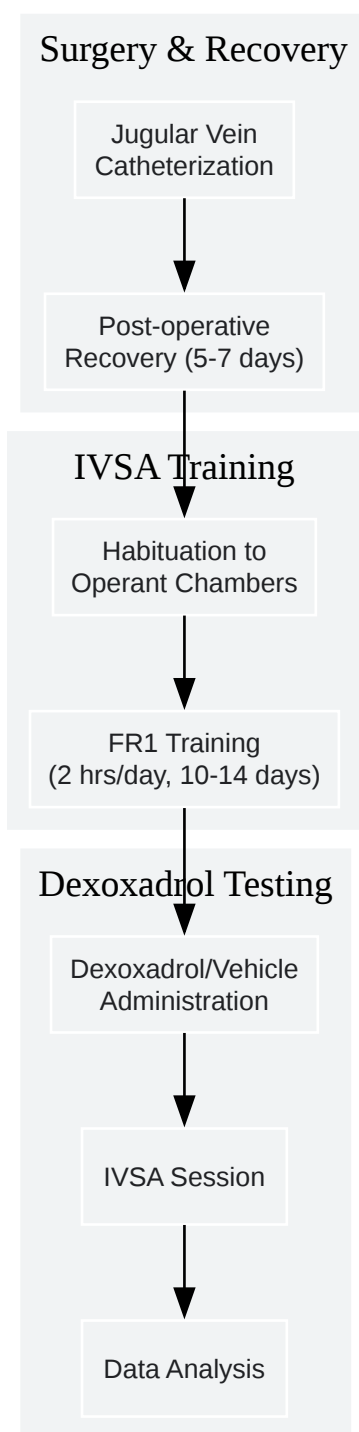 Surgery & Recovery
Jugular Vein
Catheterization
Post-operative
Recovery (5-7 days)
IVSA Training
Habituation to
Operant Chambers
FR1 Training
(2 hrs/day, 10-14 days)
Dexoxadrol Testing
Dexoxadrol/Vehicle
Administration
IVSA Session
Data Analysis